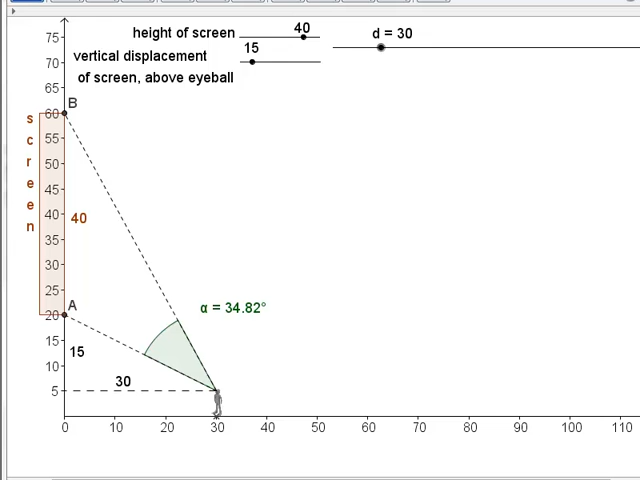 height of screen 40
15
vertical displacement
of screen, above eyeball
d = 30
75
70
65
60
55
50
45
40
35
30
25
20
15
10
5
B
screen
40
A
α = 34.82°
15
30
0 10 20 30 40 50 60 70 80 90 100 110